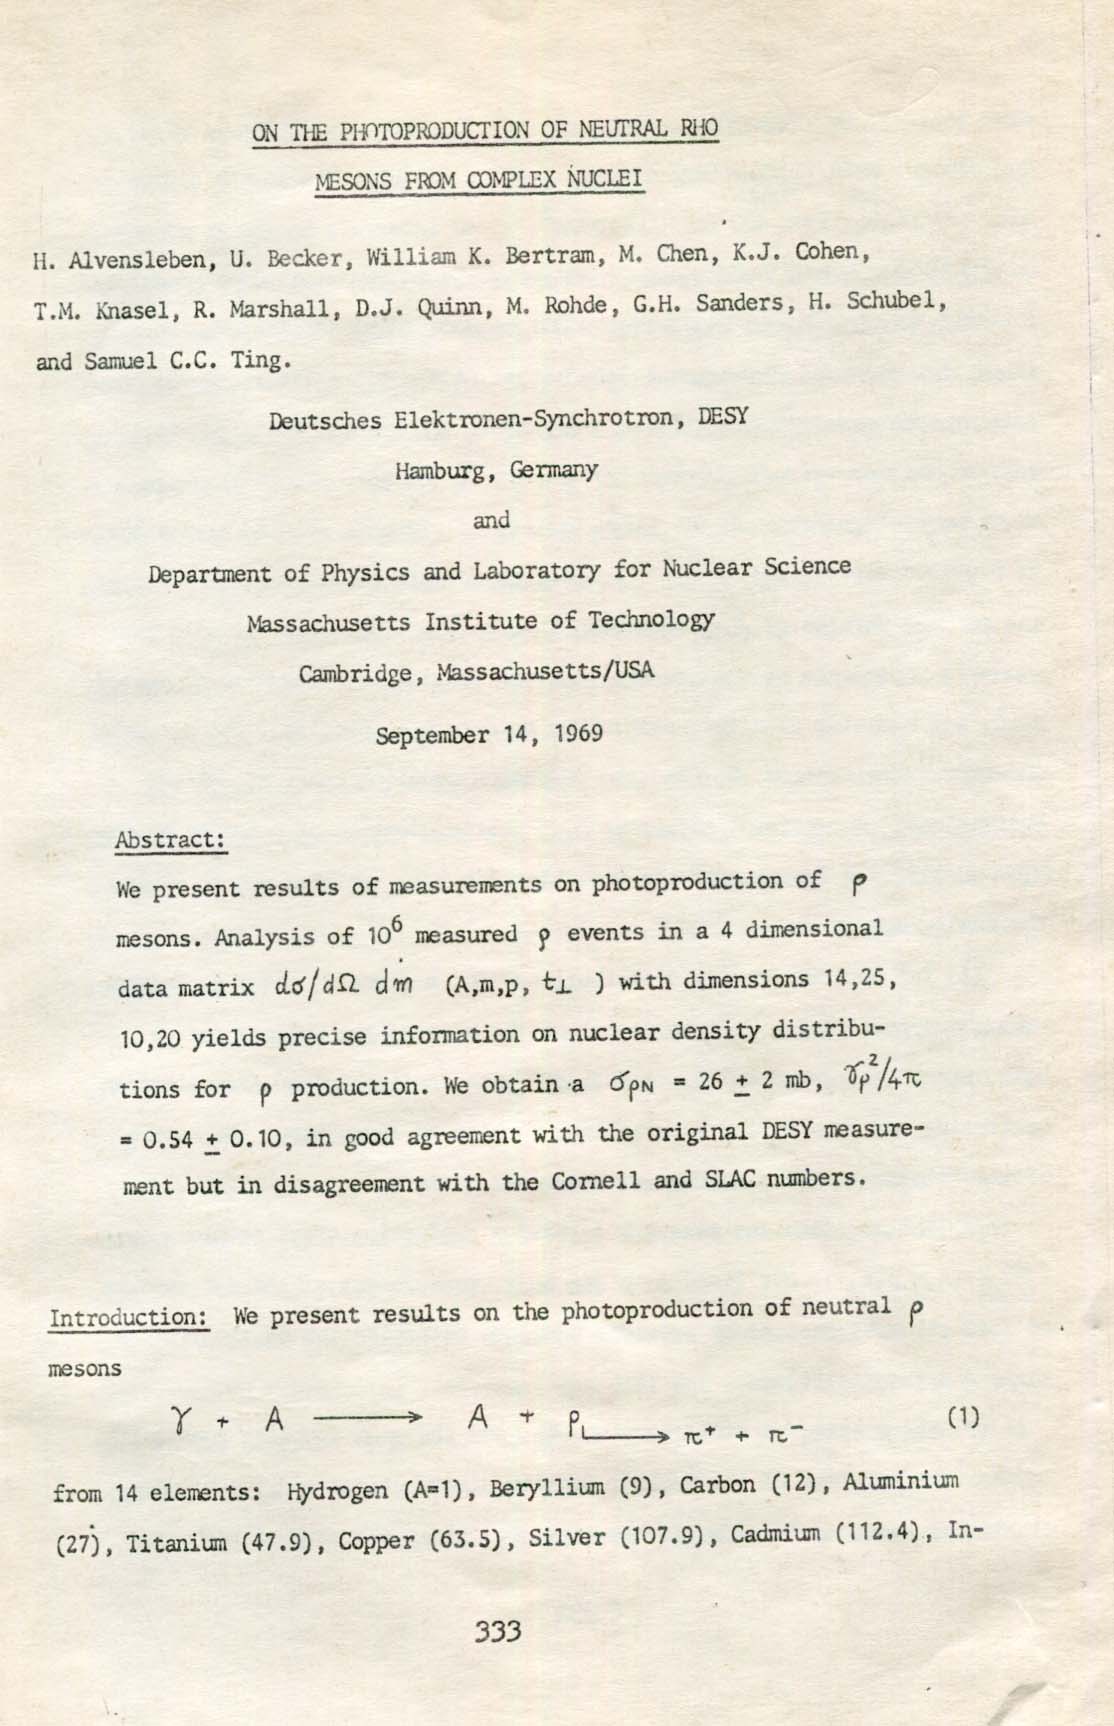 ON THE PHOTOPRODUCTION OF NEUTRAL RHO
MESONS FROM COMPLEX NUCLEI
H. Alvensleben, U. Becker, William K. Bertram, M. Chen, K.J. Cohen,
T.M. Knasel, R. Marshall, D.J. Quinn, M. Rohde, G.H. Sanders, H. Schubel,
and Samuel C.C. Ting.
Deutsches Elektronen-Synchrotron, DESY
Hamburg, Germany
and
Department of Physics and Laboratory for Nuclear Science
Massachusetts Institute of Technology
Cambridge, Massachusetts/USA
September 14, 1969
Abstract:
We present results of measurements on photoproduction of ρ
mesons. Analysis of 10⁶ measured ρ events in a 4 dimensional
data matrix dσ/dΩ dm (A,m,p, t⊥ ) with dimensions 14,25,
10,20 yields precise information on nuclear density distribu-
tions for ρ production. We obtain a σρN = 26 ± 2 mb, γρ²/4π
= 0.54 ± 0.10, in good agreement with the original DESY measure-
ment but in disagreement with the Cornell and SLAC numbers.
Introduction: We present results on the photoproduction of neutral ρ
mesons
γ + A ⟶ A + ρ ⟶ π⁺ + π⁻ (1)
from 14 elements: Hydrogen (A=1), Beryllium (9), Carbon (12), Aluminium
(27), Titanium (47.9), Copper (63.5), Silver (107.9), Cadmium (112.4), In-
333